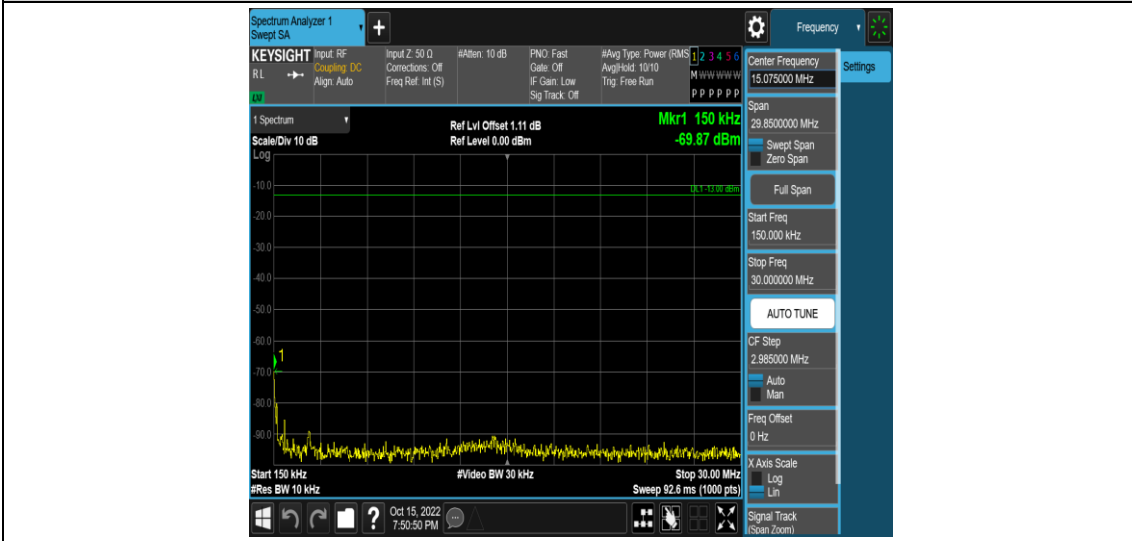 Spectrum Analyzer 1
Swept SA
+
Frequency
KEYSIGHT
RL
Input: RF
Coupling: DC
Align: Auto
Input Z: 50 Ω
Corrections: Off
Freq Ref: Int (S)
#Atten: 10 dB
PNO: Fast
Gate: Off
IF Gain: Low
Sig Track: Off
#Avg Type: Power (RMS
Avg|Hold: 10/10
Trig: Free Run
1 2 3 4 5 6
M W W W W W
P P P P P P
1 Spectrum
Scale/Div 10 dB
Log
Ref Lvl Offset 1.11 dB
Ref Level 0.00 dBm
Mkr1 150 kHz
-69.87 dBm
DL1 -13.00 dBm
-10.0
-20.0
-30.0
-40.0
-50.0
-60.0
1
-70.0
-80.0
-90.0
Start 150 kHz
#Video BW 30 kHz
Stop 30.00 MHz
#Res BW 10 kHz
Sweep 92.6 ms (1000 pts)
?
Oct 15, 2022
7:50:50 PM
Center Frequency
15.075000 MHz
Settings
Span
29.8500000 MHz
Swept Span
Zero Span
Full Span
Start Freq
150.000 kHz
Stop Freq
30.000000 MHz
AUTO TUNE
CF Step
2.985000 MHz
Auto
Man
Freq Offset
0 Hz
X Axis Scale
Log
Lin
Signal Track
(Span Zoom)